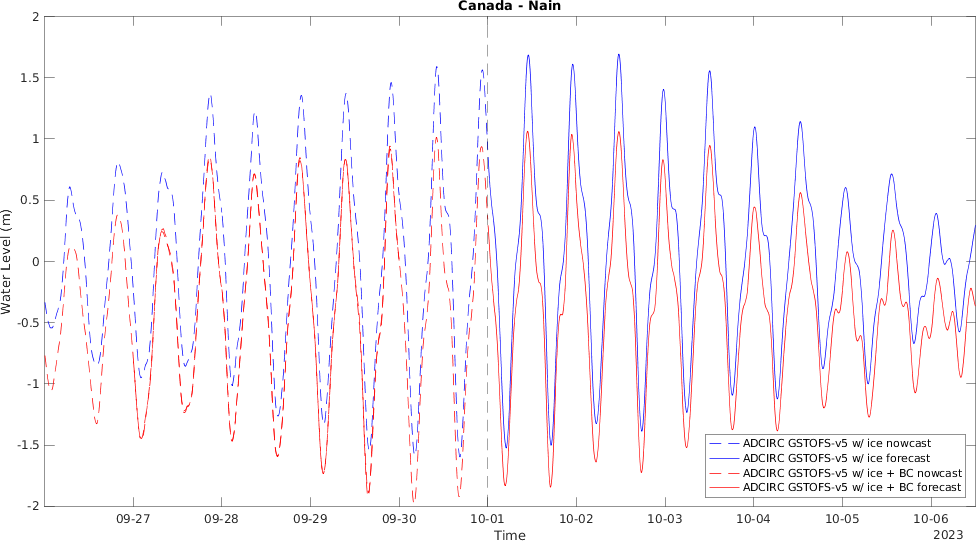 Canada - Nain
2
1.5
1
0.5
0
-0.5
-1
-1.5
-2
Water Level (m)
ADCIRC GSTOFS-v5 w/ ice nowcast
ADCIRC GSTOFS-v5 w/ ice forecast
ADCIRC GSTOFS-v5 w/ ice + BC nowcast
ADCIRC GSTOFS-v5 w/ ice + BC forecast
09-27 09-28 09-29 09-30 10-01 10-02 10-03 10-04 10-05 10-06
Time
2023